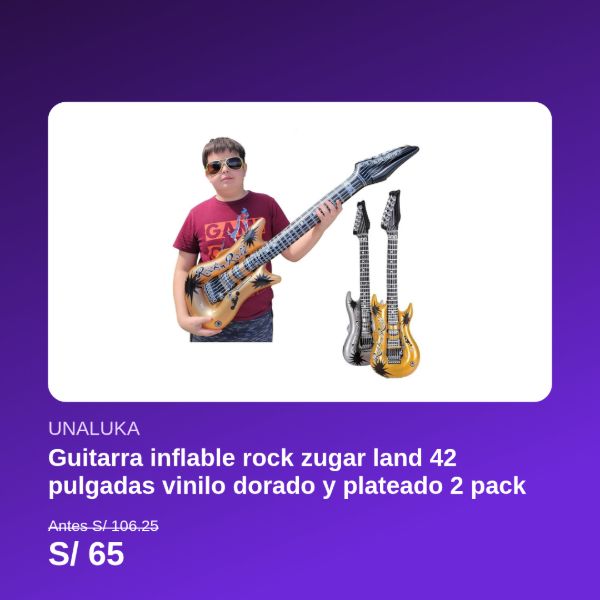 UNALUKA
Guitarra inflable rock zugar land 42
pulgadas vinilo dorado y plateado 2 pack
Antes S/ 106.25
S/ 65